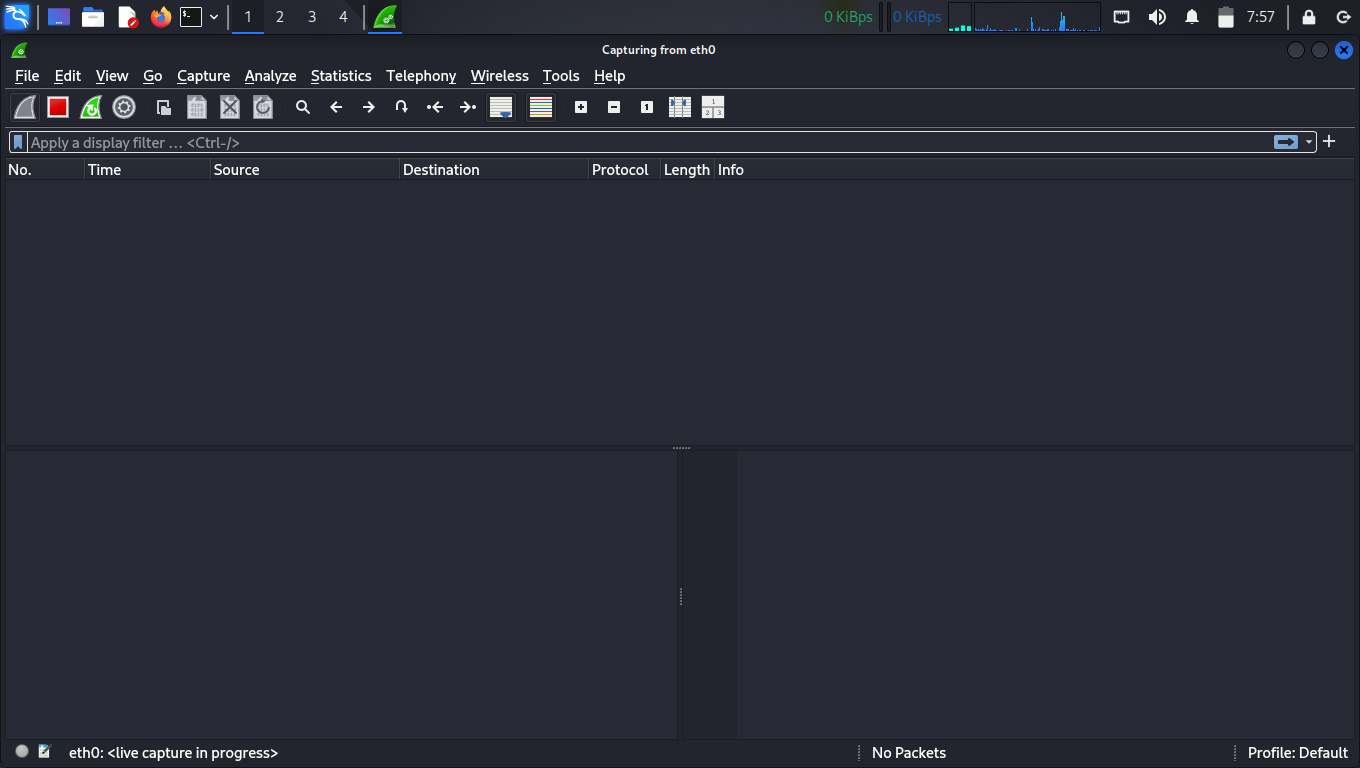 1 2 3 4 0 KiBps 0 KiBps 7:57
Capturing from eth0
File Edit View Go Capture Analyze Statistics Telephony Wireless Tools Help
Apply a display filter … <Ctrl-/>
No. Time Source Destination Protocol Length Info
eth0: <live capture in progress> No Packets Profile: Default